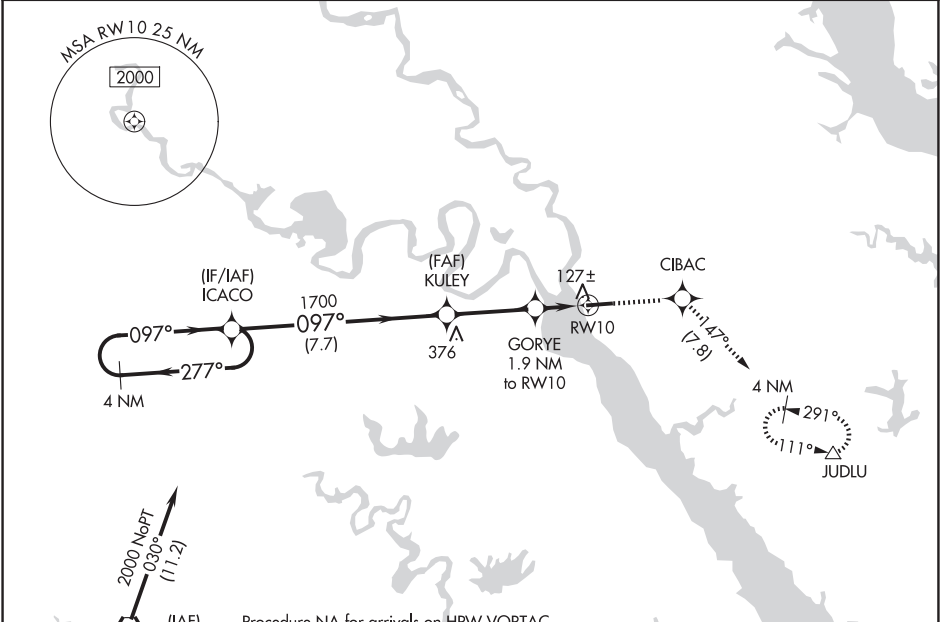 MSA RW10 25 NM
2000
(IF/IAF)
ICACO
(FAF)
KULEY
127±
CIBAC
1700
097°
(7.7)
097°
277°
4 NM
376
GORYE
1.9 NM
to RW10
RW10
147°
(7.8)
4 NM
291°
111°
JUDLU
2000 NoPT
030°
(11.2)
(IAF)
Procedure NA for arrivals on HPW VORTAC